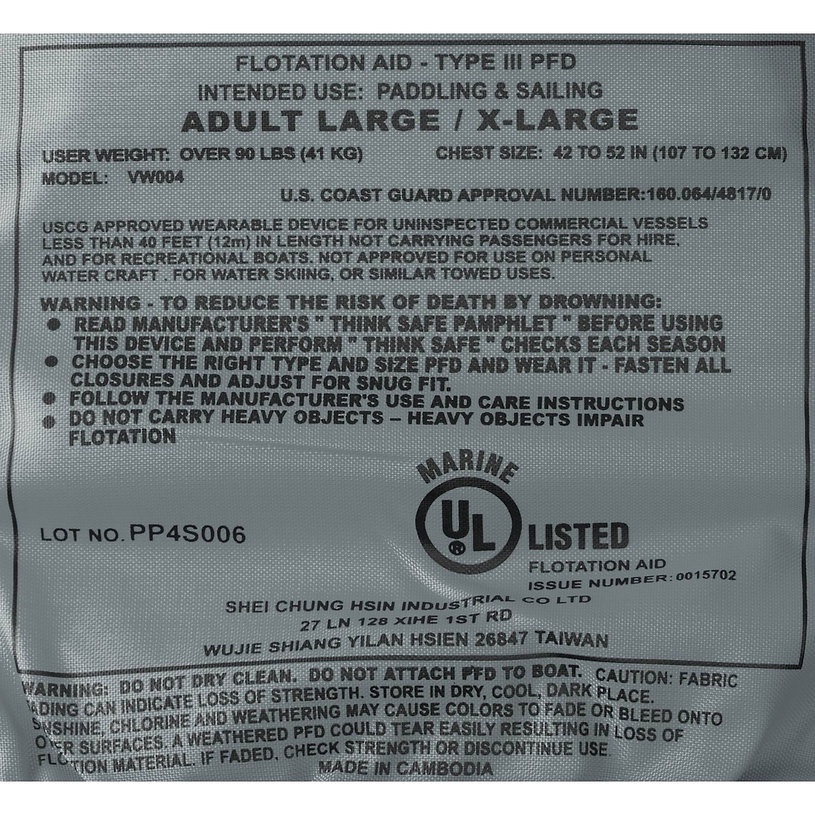 FLOTATION AID - TYPE III PFD
INTENDED USE: PADDLING & SAILING
ADULT LARGE / X-LARGE
USER WEIGHT: OVER 90 LBS (41 KG) CHEST SIZE: 42 TO 52 IN (107 TO 132 CM)
MODEL: VW004
U.S. COAST GUARD APPROVAL NUMBER:160.064/4817/0
USCG APPROVED WEARABLE DEVICE FOR UNINSPECTED COMMERCIAL VESSELS
LESS THAN 40 FEET (12m) IN LENGTH NOT CARRYING PASSENGERS FOR HIRE,
AND FOR RECREATIONAL BOATS. NOT APPROVED FOR USE ON PERSONAL
WATER CRAFT . FOR WATER SKIING, OR SIMILAR TOWED USES.
WARNING - TO REDUCE THE RISK OF DEATH BY DROWNING:
● READ MANUFACTURER'S " THINK SAFE PAMPHLET " BEFORE USING
THIS DEVICE AND PERFORM " THINK SAFE " CHECKS EACH SEASON
● CHOOSE THE RIGHT TYPE AND SIZE PFD AND WEAR IT - FASTEN ALL
CLOSURES AND ADJUST FOR SNUG FIT.
● FOLLOW THE MANUFACTURER'S USE AND CARE INSTRUCTIONS
● DO NOT CARRY HEAVY OBJECTS – HEAVY OBJECTS IMPAIR
FLOTATION
MARINE
LOT NO. PP4S006
UL ® LISTED
FLOTATION AID
ISSUE NUMBER: 0015702
SHEI CHUNG HSIN INDUSTRIAL CO LTD
27 LN 128 XIHE 1ST RD
WUJIE SHIANG YILAN HSIEN 26847 TAIWAN
WARNING: DO NOT DRY CLEAN. DO NOT ATTACH PFD TO BOAT. CAUTION: FABRIC
ADING CAN INDICATE LOSS OF STRENGTH. STORE IN DRY, COOL, DARK PLACE.
SNSHINE, CHLORINE AND WEATHERING MAY CAUSE COLORS TO FADE OR BLEED ONTO
SURFACES. A WEATHERED PFD COULD TEAR EASILY RESULTING IN LOSS OF
MATERIAL. IF FADED, CHECK STRENGTH OR DISCONTINUE USE
MADE IN CAMBODIA